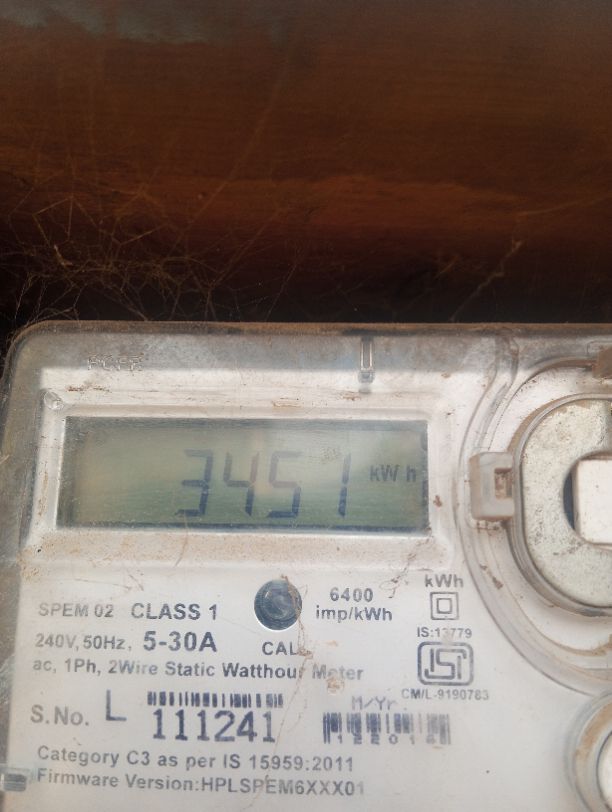 3451 kWh
SPEM 02 CLASS 1
6400
imp/kWh
kWh
IS:13779
240V, 50Hz, 5-30A
CAL
ac, 1Ph, 2Wire Static Watthour Meter
ISI
CM/L-9190783
S.No. L 111241
M/Yr.
Category C3 as per IS 15959:2011
Firmware Version:HPLSPEM6XXX01